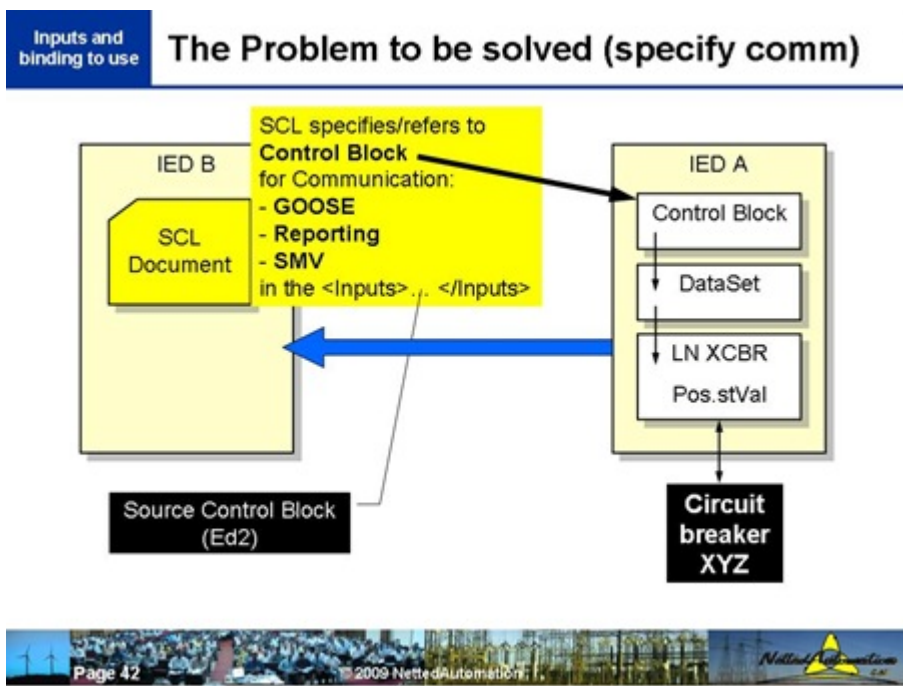 Inputs and
binding to use
The Problem to be solved (specify comm)
SCL specifies/refers to
Control Block
for Communication:
- GOOSE
- Reporting
- SMV
in the <Inputs>... </Inputs>
IED B
SCL
Document
IED A
Control Block
DataSet
LN XCBR
Pos.stVal
Source Control Block
(Ed2)
Circuit
breaker
XYZ
Page 42
© 2009 NettedAutomation
NettedAutomation